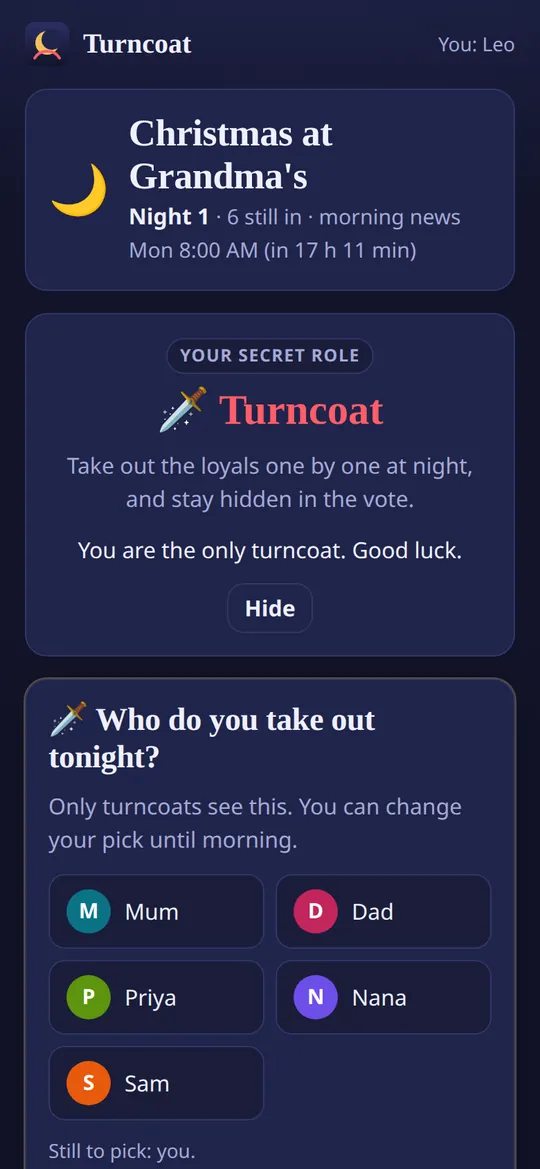 Turncoat
You: Leo
Christmas at
Grandma's
Night 1 · 6 still in · morning news
Mon 8:00 AM (in 17 h 11 min)
YOUR SECRET ROLE
Turncoat
Take out the loyals one by one at night,
and stay hidden in the vote.
You are the only turncoat. Good luck.
Hide
Who do you take out
tonight?
Only turncoats see this. You can change
your pick until morning.
M Mum
D Dad
P Priya
N Nana
S Sam
Still to pick: you.